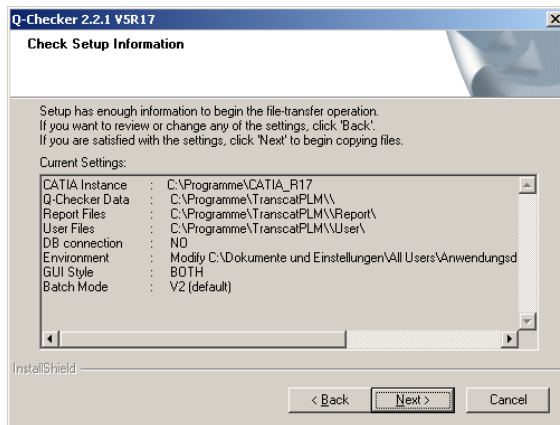 Q-Checker 2.2.1 V5R17
Check Setup Information
Setup has enough information to begin the file-transfer operation.
If you want to review or change any of the settings, click 'Back'.
If you are satisfied with the settings, click 'Next' to begin copying files.
Current Settings:
CATIA Instance : C:\Programme\CATIA_R17
Q-Checker Data : C:\Programme\TranscatPLM\\
Report Files : C:\Programme\TranscatPLM\\Report\
User Files : C:\Programme\TranscatPLM\\User\
DB connection : NO
Environment : Modify C:\Dokumente und Einstellungen\All Users\Anwendungsd
GUI Style : BOTH
Batch Mode : V2 (default)
InstallShield
< Back Next > Cancel